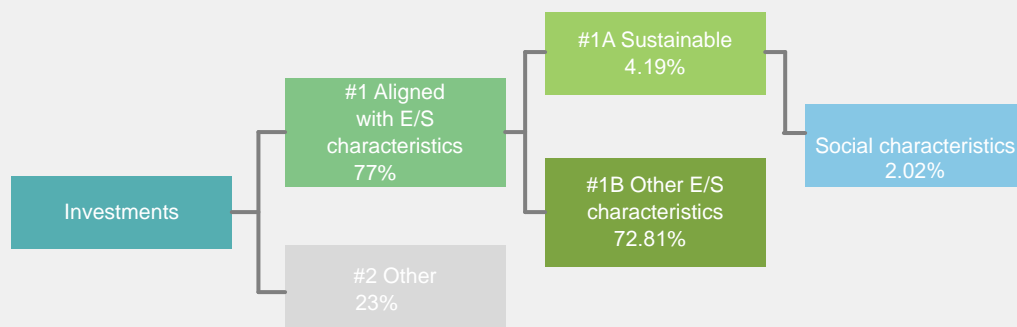 Investments
#1 Aligned
with E/S
characteristics
77%
#2 Other
23%
#1A Sustainable
4.19%
#1B Other E/S
characteristics
72.81%
Social characteristics
2.02%